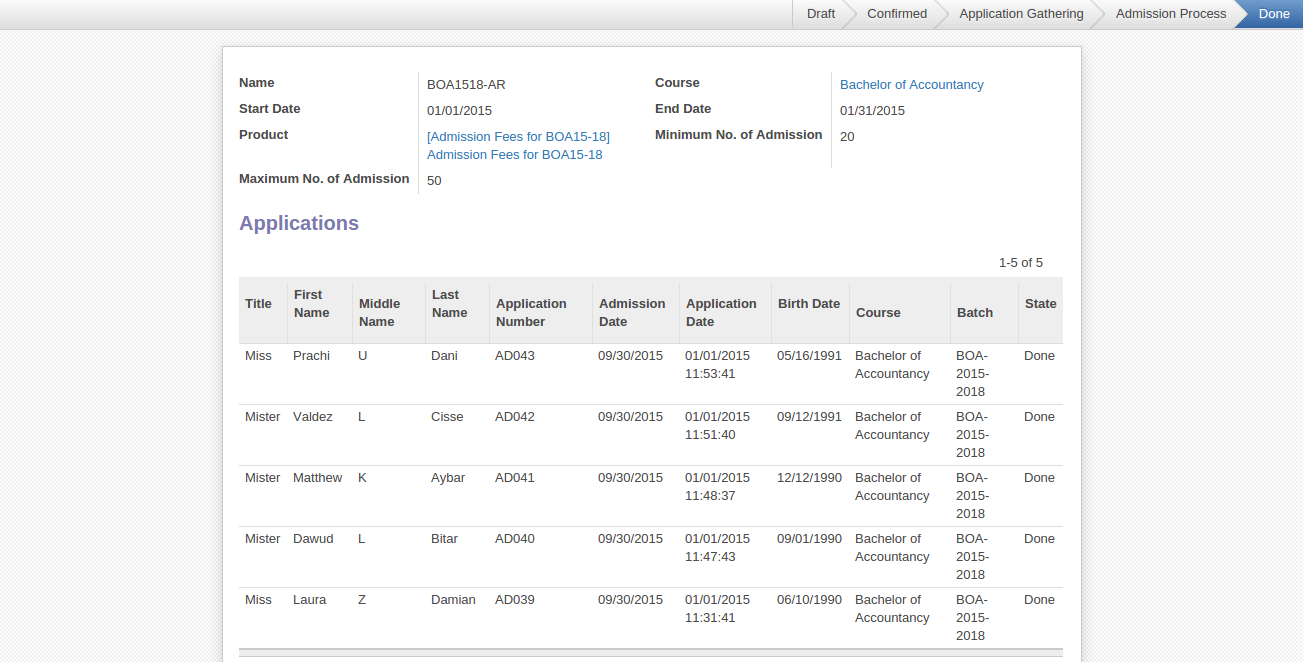 Draft Confirmed Application Gathering Admission Process Done
Name BOA1518-AR Course Bachelor of Accountancy
Start Date 01/01/2015 End Date 01/31/2015
Product [Admission Fees for BOA15-18] Minimum No. of Admission 20
Admission Fees for BOA15-18
Maximum No. of Admission 50
Applications
1-5 of 5
Title First Name Middle Name Last Name Application Number Admission Date Application Date Birth Date Course Batch State
Miss Prachi U Dani AD043 09/30/2015 01/01/2015 05/16/1991 Bachelor of BOA- Done
11:53:41 Accountancy 2015-
2018
Mister Valdez L Cisse AD042 09/30/2015 01/01/2015 09/12/1991 Bachelor of BOA- Done
11:51:40 Accountancy 2015-
2018
Mister Matthew K Aybar AD041 09/30/2015 01/01/2015 12/12/1990 Bachelor of BOA- Done
11:48:37 Accountancy 2015-
2018
Mister Dawud L Bitar AD040 09/30/2015 01/01/2015 09/01/1990 Bachelor of BOA- Done
11:47:43 Accountancy 2015-
2018
Miss Laura Z Damian AD039 09/30/2015 01/01/2015 06/10/1990 Bachelor of BOA- Done
11:31:41 Accountancy 2015-
2018